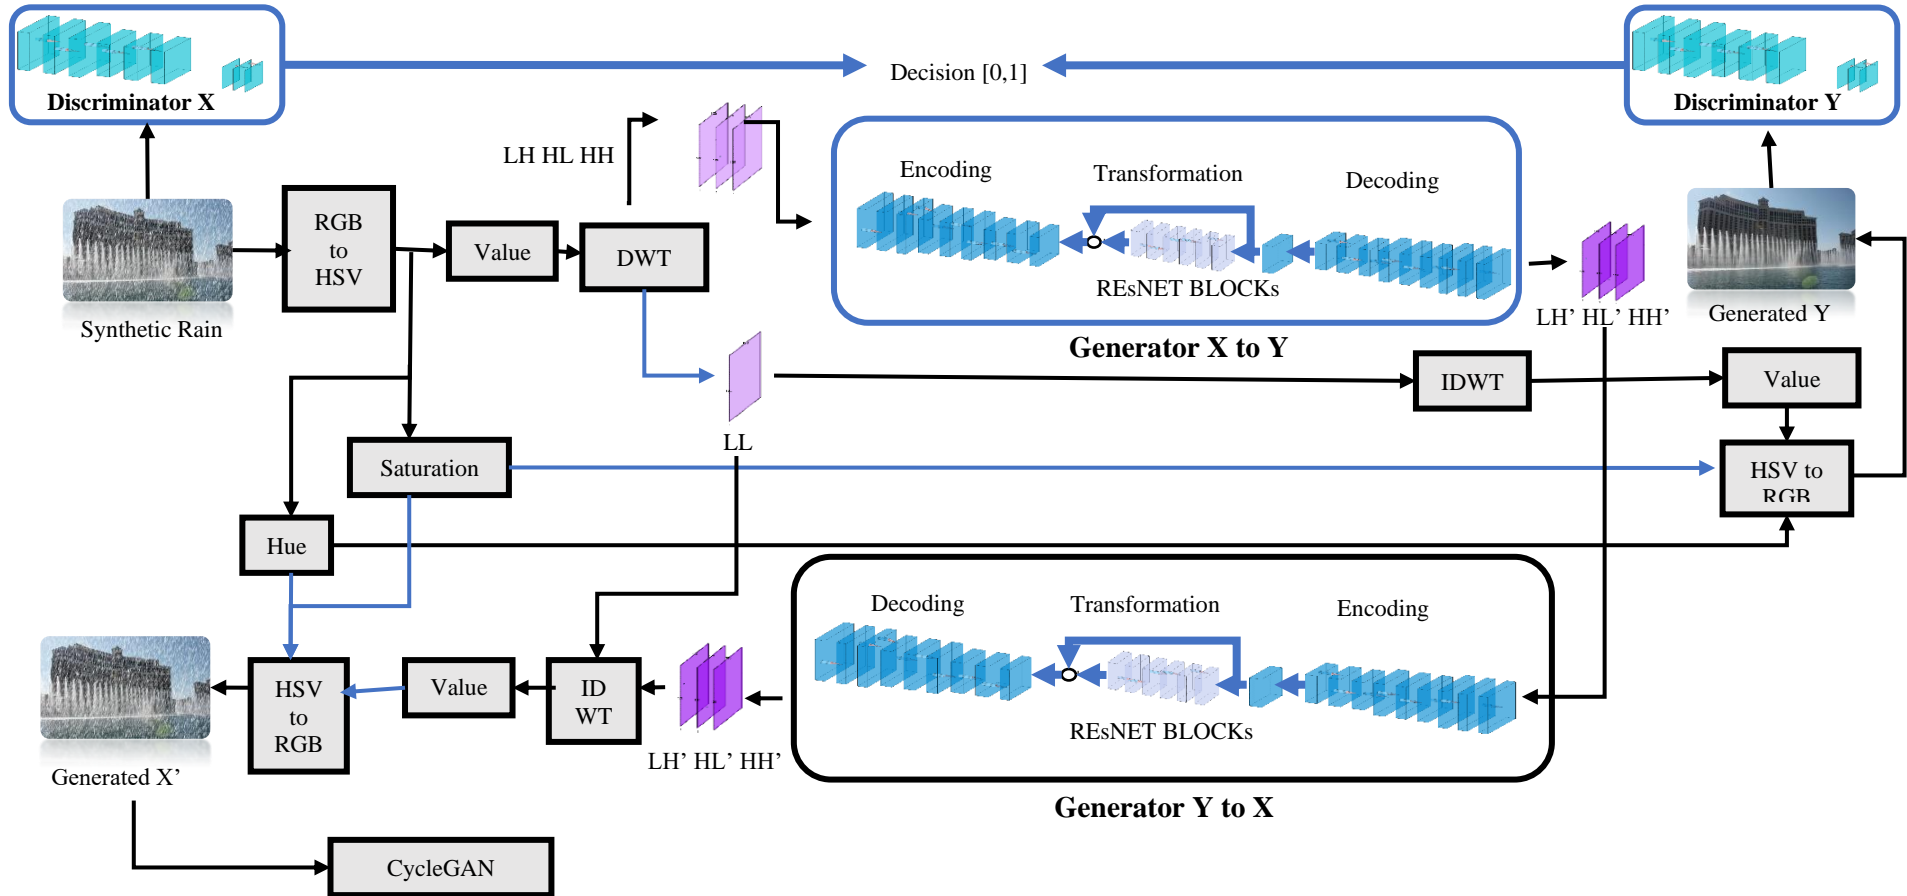 Decision [0,1]
Discriminator X
Discriminator Y
LH HL HH
Encoding
Transformation
Decoding
RGB
to
HSV
Value
DWT
REsNET BLOCKs
Synthetic Rain
LH’ HL’ HH’
Generated Y
Generator X to Y
IDWT
Value
LL
Saturation
HSV to
RGB
Hue
Decoding
Transformation
Encoding
HSV
to
RGB
Value
ID
WT
REsNET BLOCKs
LH’ HL’ HH’
Generated X’
Generator Y to X
CycleGAN